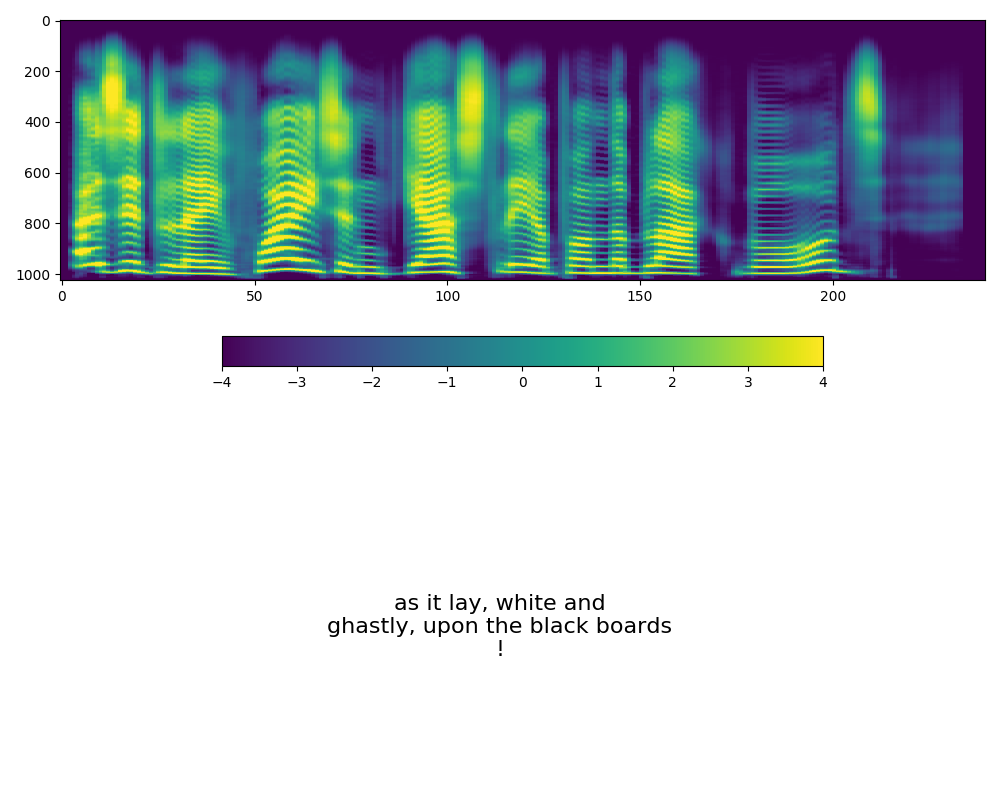 0
200
400
600
800
1000
0 50 100 150 200
−4 −3 −2 −1 0 1 2 3 4
as it lay, white and
ghastly, upon the black boards
!